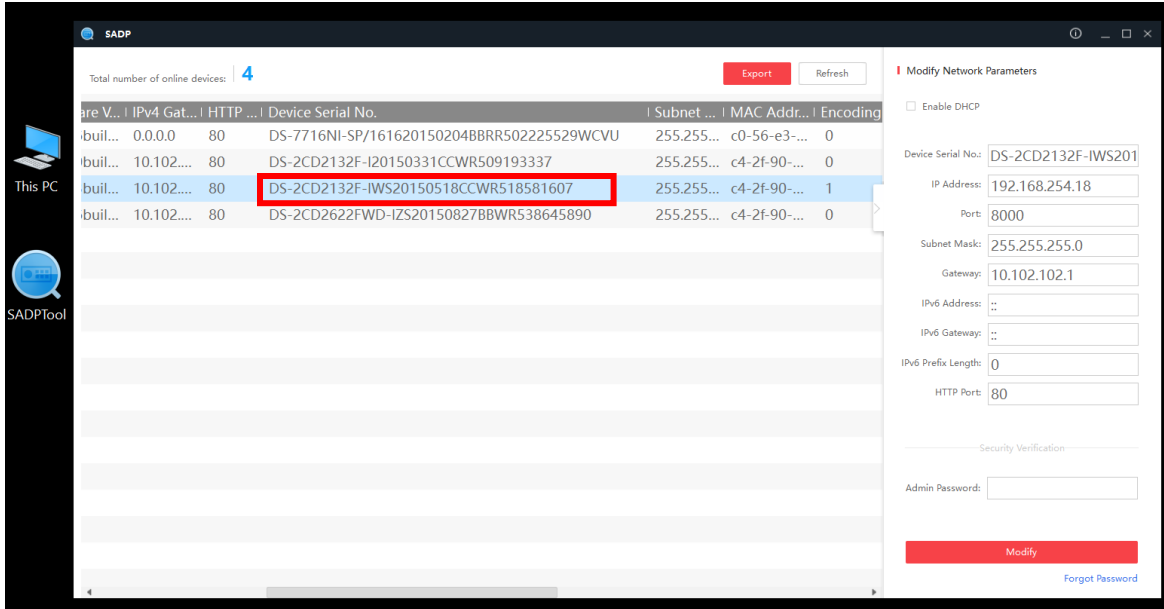 SADP
Total number of online devices: 4
Export
Refresh
are V... IPv4 Gat... HTTP ... Device Serial No. Subnet ... MAC Addr... Encoding
buil... 0.0.0.0 80 DS-7716NI-SP/161620150204BBRR502225529WCVU 255.255... c0-56-e3-... 0
buil... 10.102.... 80 DS-2CD2132F-I20150331CCWR509193337 255.255... c4-2f-90-... 0
buil... 10.102.... 80 DS-2CD2132F-IWS20150518CCWR518581607 255.255... c4-2f-90-... 1
buil... 10.102.... 80 DS-2CD2622FWD-IZS20150827BBWR538645890 255.255... c4-2f-90-... 0
This PC
SADPTool
Modify Network Parameters
Enable DHCP
Device Serial No.: DS-2CD2132F-IWS201
IP Address: 192.168.254.18
Port: 8000
Subnet Mask: 255.255.255.0
Gateway: 10.102.102.1
IPv6 Address: ::
IPv6 Gateway: ::
IPv6 Prefix Length: 0
HTTP Port: 80
Security Verification
Admin Password:
Modify
Forgot Password